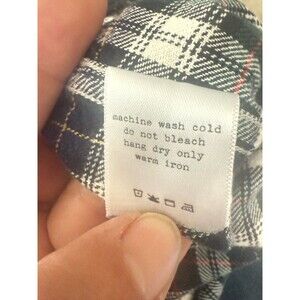 machine wash cold
do not bleach
hang dry only
warm iron